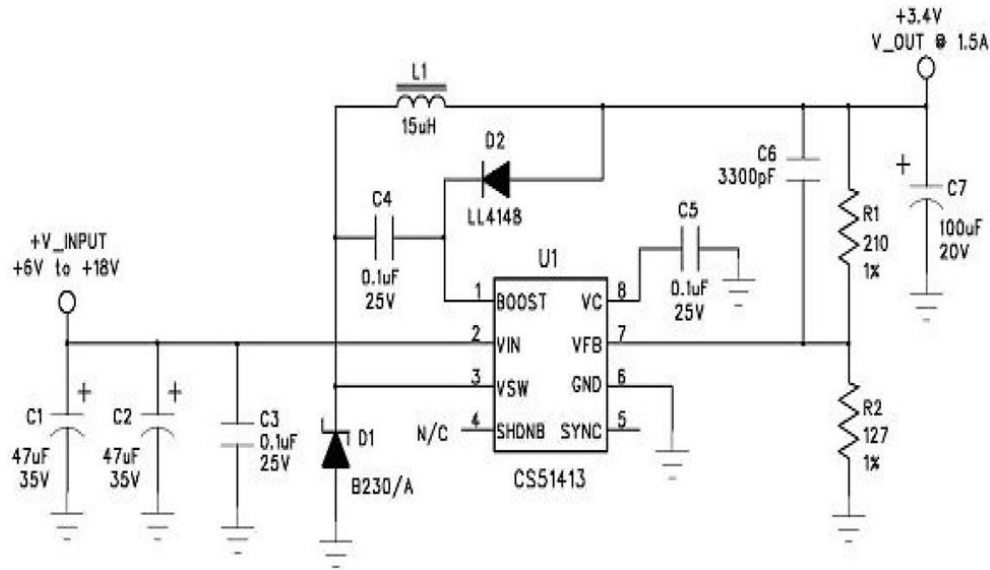 +3.4V
V_OUT @ 1.5A
L1
15uH
D2
LL4148
C6
3300pF
C4
0.1uF
25V
C5
0.1uF
25V
R1
210
1%
C7
100uF
20V
+
+V_INPUT
+6V to +18V
U1
1 BOOST VC 8
2 VIN VFB 7
3 VSW GND 6
N/C 4 SHDNB SYNC 5
CS51413
+
C1
47uF
35V
+
C2
47uF
35V
C3
0.1uF
25V
D1
B230/A
R2
127
1%